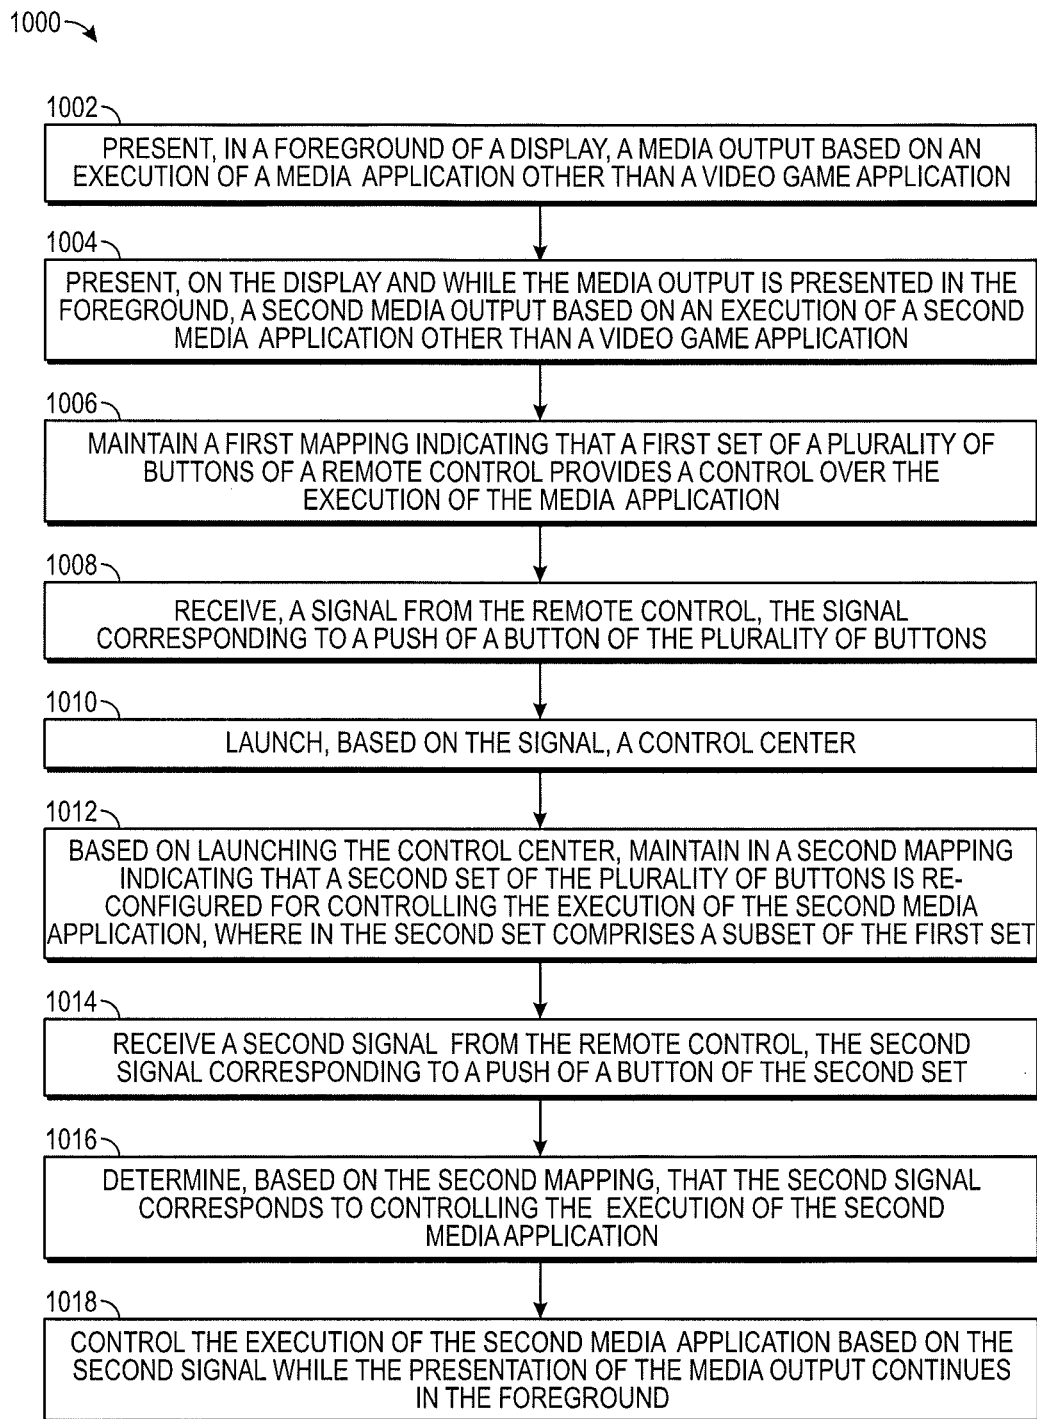 1000
1002
PRESENT, IN A FOREGROUND OF A DISPLAY, A MEDIA OUTPUT BASED ON AN
EXECUTION OF A MEDIA APPLICATION OTHER THAN A VIDEO GAME APPLICATION
1004
PRESENT, ON THE DISPLAY AND WHILE THE MEDIA OUTPUT IS PRESENTED IN THE
FOREGROUND, A SECOND MEDIA OUTPUT BASED ON AN EXECUTION OF A SECOND
MEDIA APPLICATION OTHER THAN A VIDEO GAME APPLICATION
1006
MAINTAIN A FIRST MAPPING INDICATING THAT A FIRST SET OF A PLURALITY OF
BUTTONS OF A REMOTE CONTROL PROVIDES A CONTROL OVER THE
EXECUTION OF THE MEDIA APPLICATION
1008
RECEIVE, A SIGNAL FROM THE REMOTE CONTROL, THE SIGNAL
CORRESPONDING TO A PUSH OF A BUTTON OF THE PLURALITY OF BUTTONS
1010
LAUNCH, BASED ON THE SIGNAL, A CONTROL CENTER
1012
BASED ON LAUNCHING THE CONTROL CENTER, MAINTAIN IN A SECOND MAPPING
INDICATING THAT A SECOND SET OF THE PLURALITY OF BUTTONS IS RE-
CONFIGURED FOR CONTROLLING THE EXECUTION OF THE SECOND MEDIA
APPLICATION, WHERE IN THE SECOND SET COMPRISES A SUBSET OF THE FIRST SET
1014
RECEIVE A SECOND SIGNAL FROM THE REMOTE CONTROL, THE SECOND
SIGNAL CORRESPONDING TO A PUSH OF A BUTTON OF THE SECOND SET
1016
DETERMINE, BASED ON THE SECOND MAPPING, THAT THE SECOND SIGNAL
CORRESPONDS TO CONTROLLING THE EXECUTION OF THE SECOND
MEDIA APPLICATION
1018
CONTROL THE EXECUTION OF THE SECOND MEDIA APPLICATION BASED ON THE
SECOND SIGNAL WHILE THE PRESENTATION OF THE MEDIA OUTPUT CONTINUES
IN THE FOREGROUND